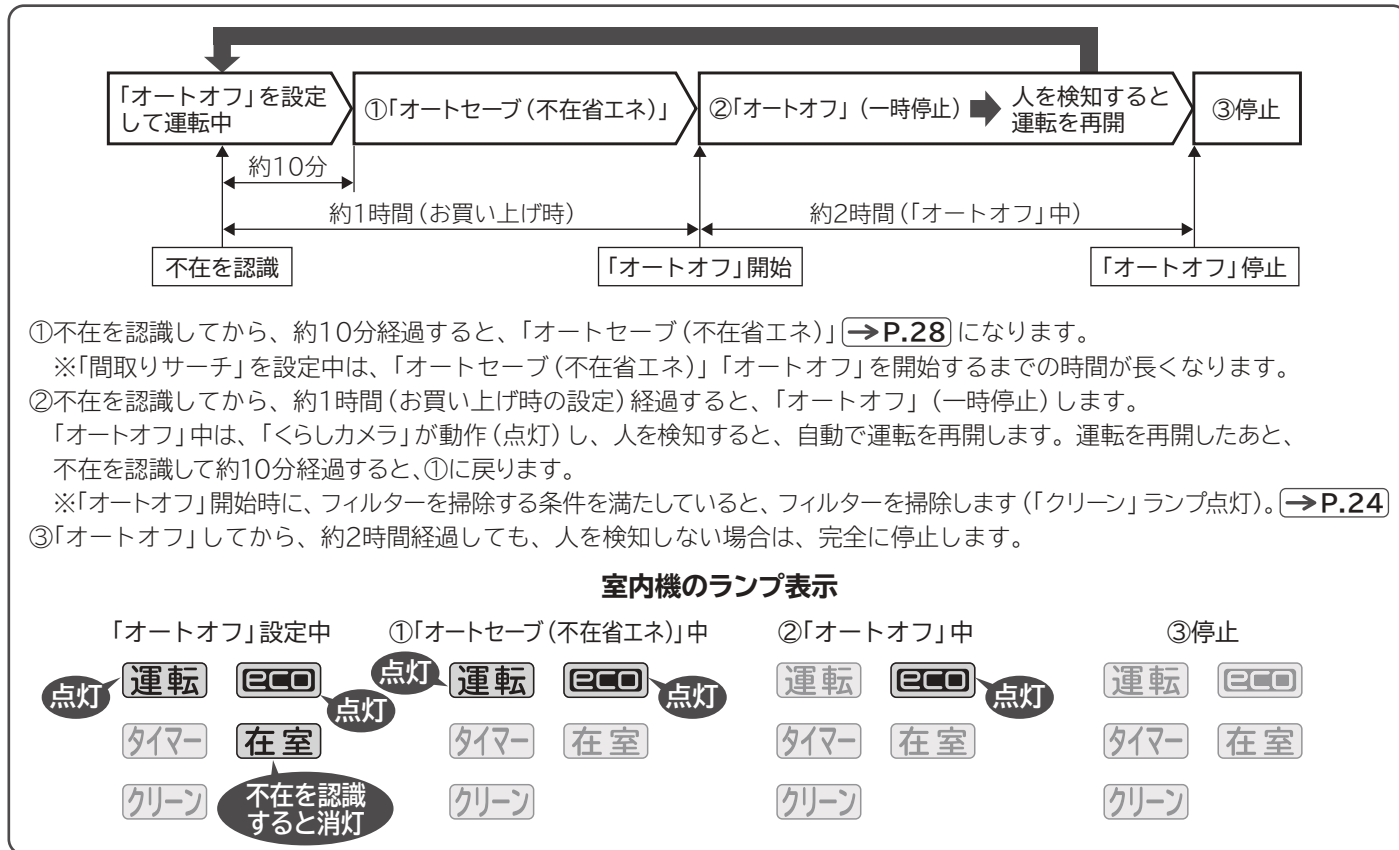 「オートオフ」を設定
して運転中
①「オートセーブ（不在省エネ）」
②「オートオフ」（一時停止）
人を検知すると
運転を再開
③停止
約10分
約1時間（お買い上げ時）
約2時間（「オートオフ」中）
不在を認識
「オートオフ」開始
「オートオフ」停止
①不在を認識してから、約10分経過すると、「オートセーブ（不在省エネ）」→P.28になります。
※「間取りサーチ」を設定中は、「オートセーブ（不在省エネ）」「オートオフ」を開始するまでの時間が長くなります。
②不在を認識してから、約1時間（お買い上げ時の設定）経過すると、「オートオフ」（一時停止）します。
「オートオフ」中は、「くらしカメラ」が動作（点灯）し、人を検知すると、自動で運転を再開します。運転を再開したあと、
不在を認識して約10分経過すると、①に戻ります。
※「オートオフ」開始時に、フィルターを掃除する条件を満たしていると、フィルターを掃除します（「クリーン」ランプ点灯）。→P.24
③「オートオフ」してから、約2時間経過しても、人を検知しない場合は、完全に停止します。
室内機のランプ表示
「オートオフ」設定中
点灯 運転 eco 点灯
タイマー 在室
クリーン
不在を認識
すると消灯
①「オートセーブ（不在省エネ）」中
点灯 運転 eco 点灯
タイマー 在室
クリーン
②「オートオフ」中
運転 eco 点灯
タイマー 在室
クリーン
③停止
運転 eco
タイマー 在室
クリーン